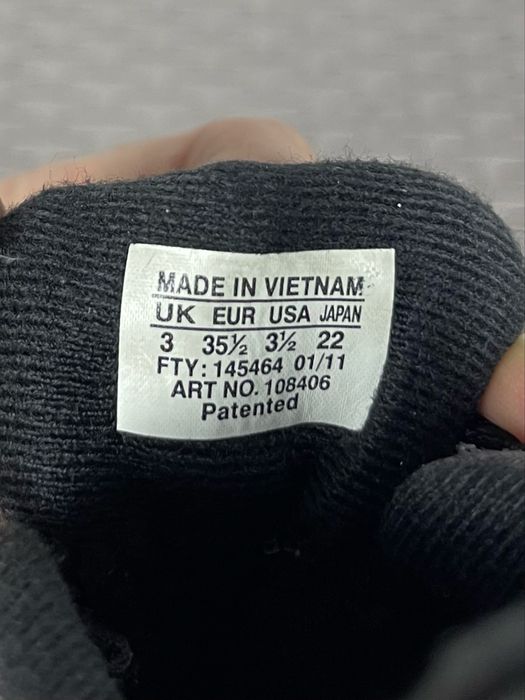 MADE IN VIETNAM
UK EUR USA JAPAN
3 35½ 3½ 22
FTY: 145464 01/11
ART NO. 108406
Patented